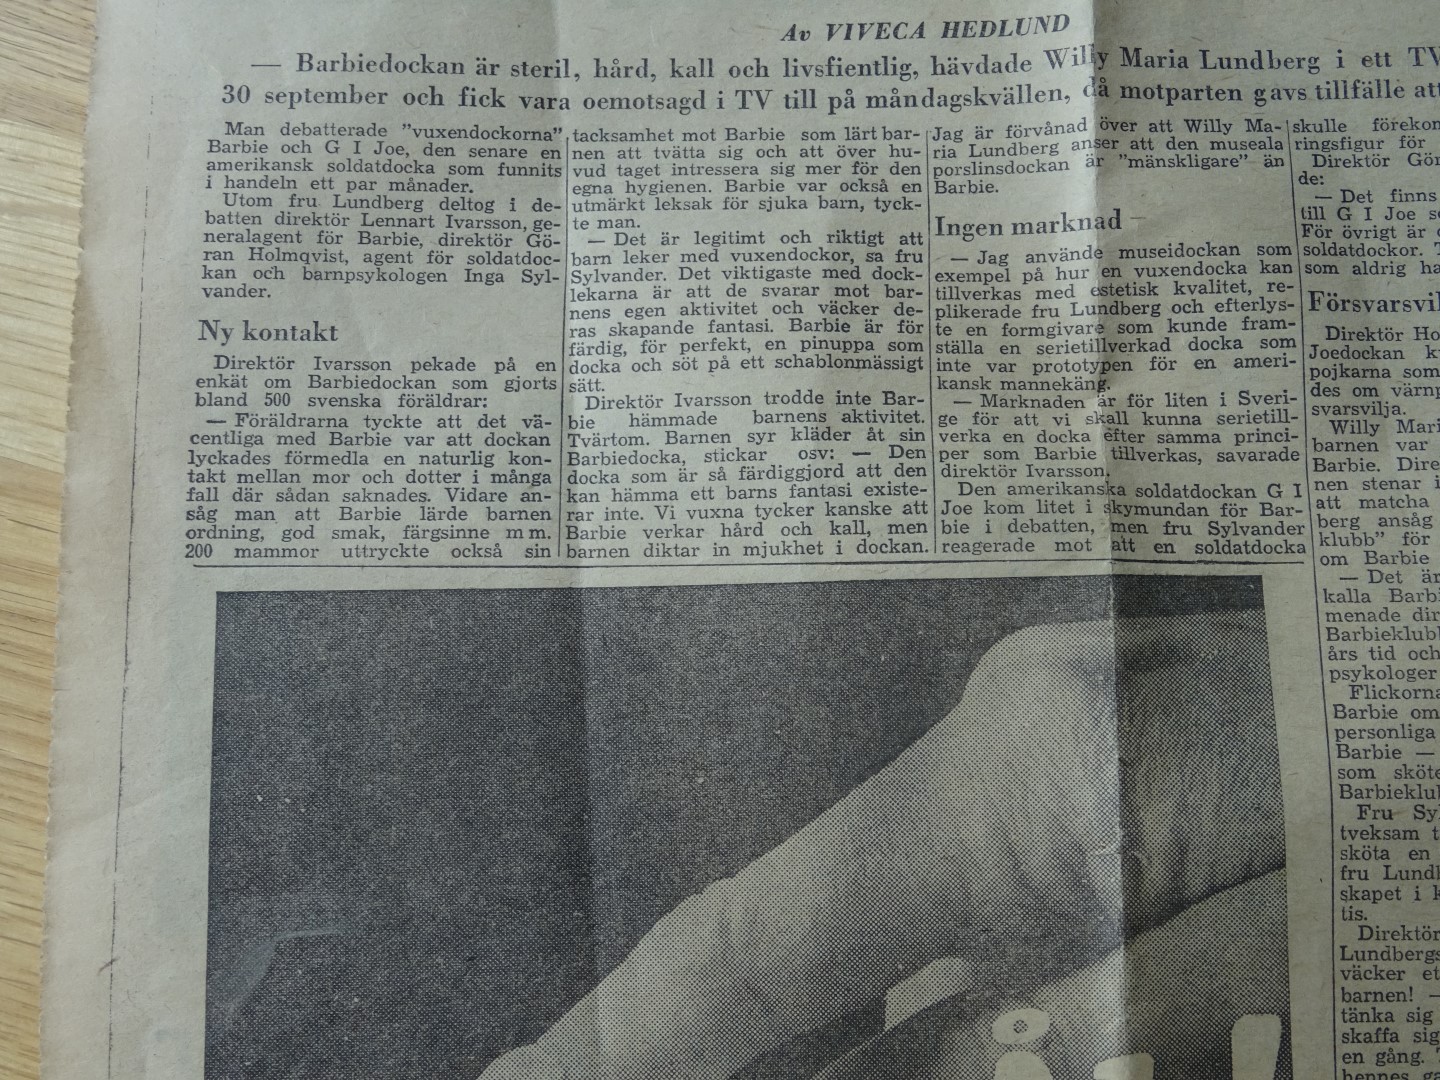 Av VIVECA HEDLUND
— Barbiedockan är steril, hård, kall och livsfientlig, hävdade Willy Maria Lundberg i ett TV
30 september och fick vara oemotsagd i TV till på måndagskvällen, då motparten gavs tillfälle att
Man debatterade ”vuxendockorna”
Barbie och G I Joe, den senare en
amerikansk soldatdocka som funnits
i handeln ett par månader.
Utom fru Lundberg deltog i de-
batten direktör Lennart Ivarsson, ge-
neralagent för Barbie, direktör Gö-
ran Holmqvist, agent för soldatdoc-
kan och barnpsykologen Inga Syl-
vander.
Ny kontakt
Direktör Ivarsson pekade på en
enkät om Barbiedockan som gjorts
bland 500 svenska föräldrar:
— Föräldrarna tyckte att det vä-
centliga med Barbie var att dockan
lyckades förmedla en naturlig kon-
takt mellan mor och dotter i många
fall där sådan saknades. Vidare an-
såg man att Barbie lärde barnen
ordning, god smak, färgsinne m m.
200 mammor uttryckte också sin
tacksamhet mot Barbie som lärt bar-
nen att tvätta sig och att över hu-
vud taget intressera sig mer för den
egna hygienen. Barbie var också en
utmärkt leksak för sjuka barn, tyck-
te man.
— Det är legitimt och riktigt att
barn leker med vuxendockor, sa fru
Sylvander. Det viktigaste med dock-
lekarna är att de svarar mot bar-
nens egen aktivitet och väcker de-
ras skapande fantasi. Barbie är för
färdig, för perfekt, en pinuppa som
docka och söt på ett schablonmässigt
sätt.
Direktör Ivarsson trodde inte Bar-
bie hämmade barnens aktivitet.
Tvärtom. Barnen syr kläder åt sin
Barbiedocka, stickar osv: — Den
docka som är så färdiggjord att den
kan hämma ett barns fantasi existe-
rar inte. Vi vuxna tycker kanske att
Barbie verkar hård och kall, men
barnen diktar in mjukhet i dockan.
Jag är förvånad över att Willy Ma-
ria Lundberg anser att den museala
porslinsdockan är ”mänskligare” än
Barbie.
Ingen marknad
— Jag använde museidockan som
exempel på hur en vuxendocka kan
tillverkas med estetisk kvalitet, re-
plikerade fru Lundberg och efterlys-
te en formgivare som kunde fram-
ställa en serietillverkad docka som
inte var prototypen för en ameri-
kansk mannekäng.
— Marknaden är för liten i Sveri-
ge för att vi skall kunna serietill-
verka en docka efter samma princi-
per som Barbie tillverkas, savarade
direktör Ivarsson.
Den amerikanska soldatdockan G I
Joe kom litet i skymundan för Bar-
bie i debatten, men fru Sylvander
reagerade mot att en soldatdocka
skulle förekom
ringsfigur för
Direktör Gör
de:
— Det finns
till G I Joe so
För övrigt är
soldatdockor. T
som aldrig ha
Försvarsvil
Direktör Ho
Joedockan k
pojkarna som
des om värnp
svarsvilja.
Willy Mari
barnen var
Barbie. Dire
nen stenar i
att matcha
berg ansåg
klubb” för
om Barbie
— Det är
kalla Barbi
menade dir
Barbieklubb
års tid och
psykologer
Flickorna
Barbie om
personliga
Barbie —
som sköte
Barbieklub
Fru Sy
tveksam t
sköta en
fru Lund
skapet i k
tis.
Direktör
Lundbergs
väcker et
barnen! —
tänka sig
skaffa sig
en gång.
hennes ga